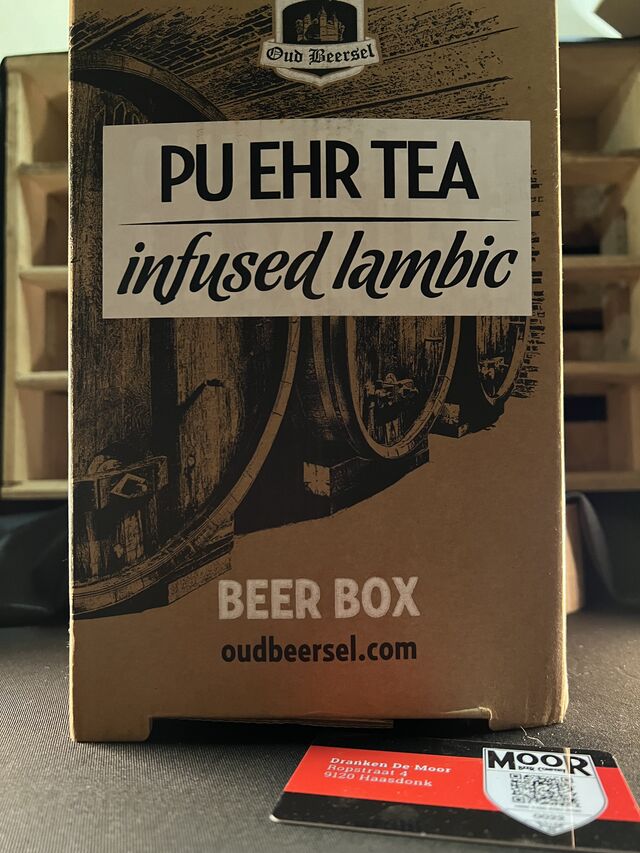 Oud Beersel
PU EHR TEA
infused lambic
BEER BOX
oudbeersel.com
Dranken De Moor
Ropstraat 4
9120 Haasdonk
MOOR